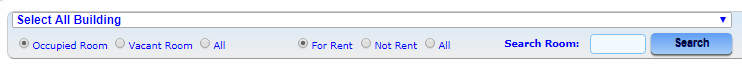 Select All Building
Occupied Room Vacant Room All For Rent Not Rent All Search Room: Search